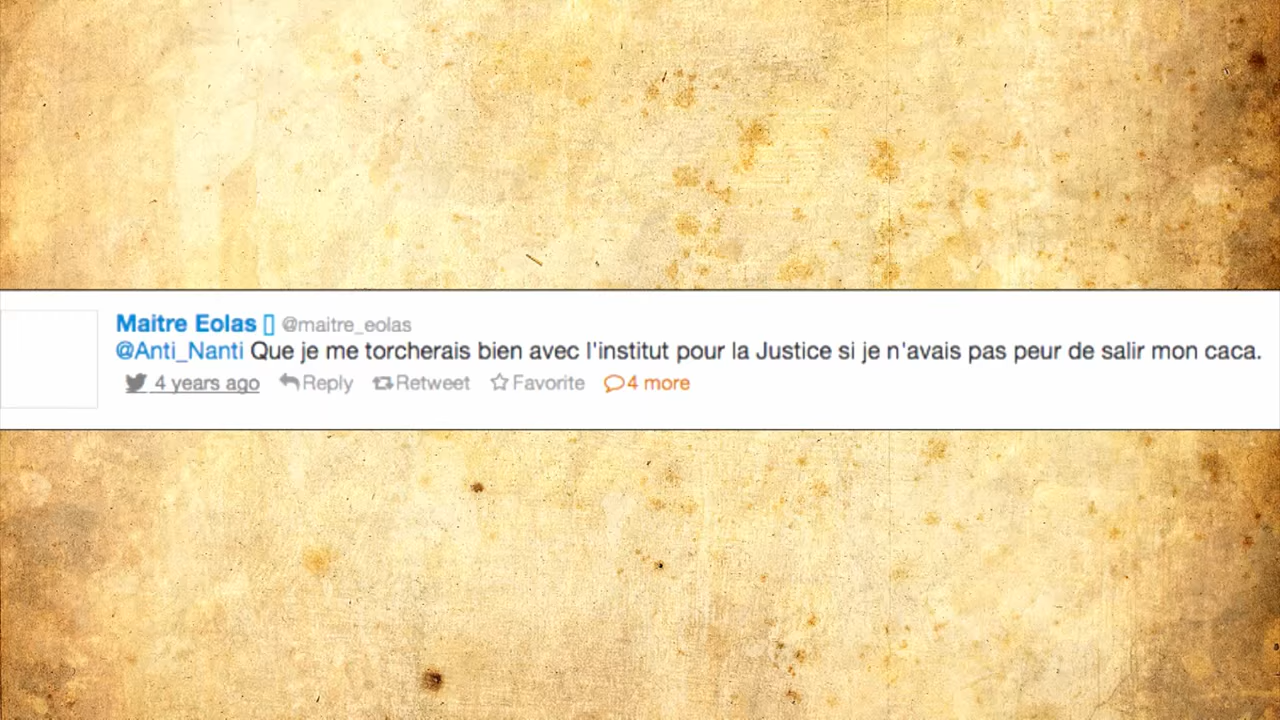 Maitre Eolas @maitre_eolas
@Anti_Nanti Que je me torcherais bien avec l'institut pour la Justice si je n'avais pas peur de salir mon caca.
4 years ago Reply Retweet Favorite 4 more